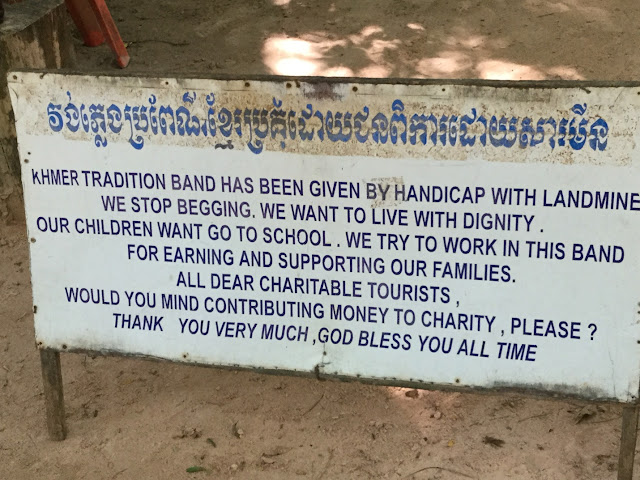 វង់ភ្លេងប្រពៃណីខ្មែរប្រគុំដោយជនពិការដោយសារមីន
KHMER TRADITION BAND HAS BEEN GIVEN BY HANDICAP WITH LANDMINE
WE STOP BEGGING. WE WANT TO LIVE WITH DIGNITY .
OUR CHILDREN WANT GO TO SCHOOL . WE TRY TO WORK IN THIS BAND
FOR EARNING AND SUPPORTING OUR FAMILIES.
ALL DEAR CHARITABLE TOURISTS ,
WOULD YOU MIND CONTRIBUTING MONEY TO CHARITY , PLEASE ?
THANK YOU VERY MUCH ,GOD BLESS YOU ALL TIME